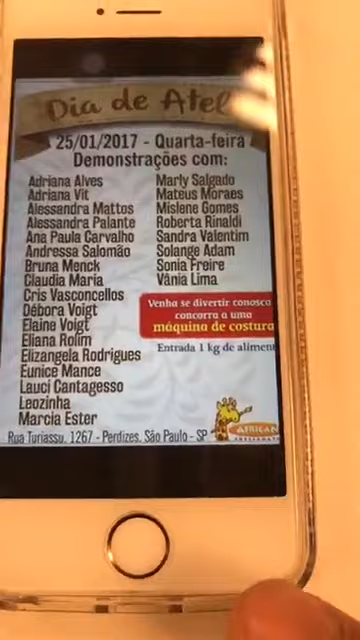 Dia de Atel
25/01/2017 - Quarta-feira
Demonstrações com:
Adriana Alves
Adriana Vit
Alessandra Mattos
Alessandra Palante
Ana Paula Carvalho
Andressa Salomão
Bruna Menck
Claudia Maria
Cris Vasconcellos
Débora Voigt
Elaine Voigt
Eliana Rolim
Elizangela Rodrigues
Eunice Mance
Lauci Cantagesso
Leozinha
Marcia Ester
Marly Salgado
Mateus Moraes
Mislene Gomes
Roberta Rinaldi
Sandra Valentim
Solange Adam
Sonia Freire
Vânia Lima
Venha se divertir conosco
concorra a uma
máquina de costura
Entrada 1 kg de alimen
Rua Turiassu, 1267 - Perdizes, São Paulo - SP
AFRICAN